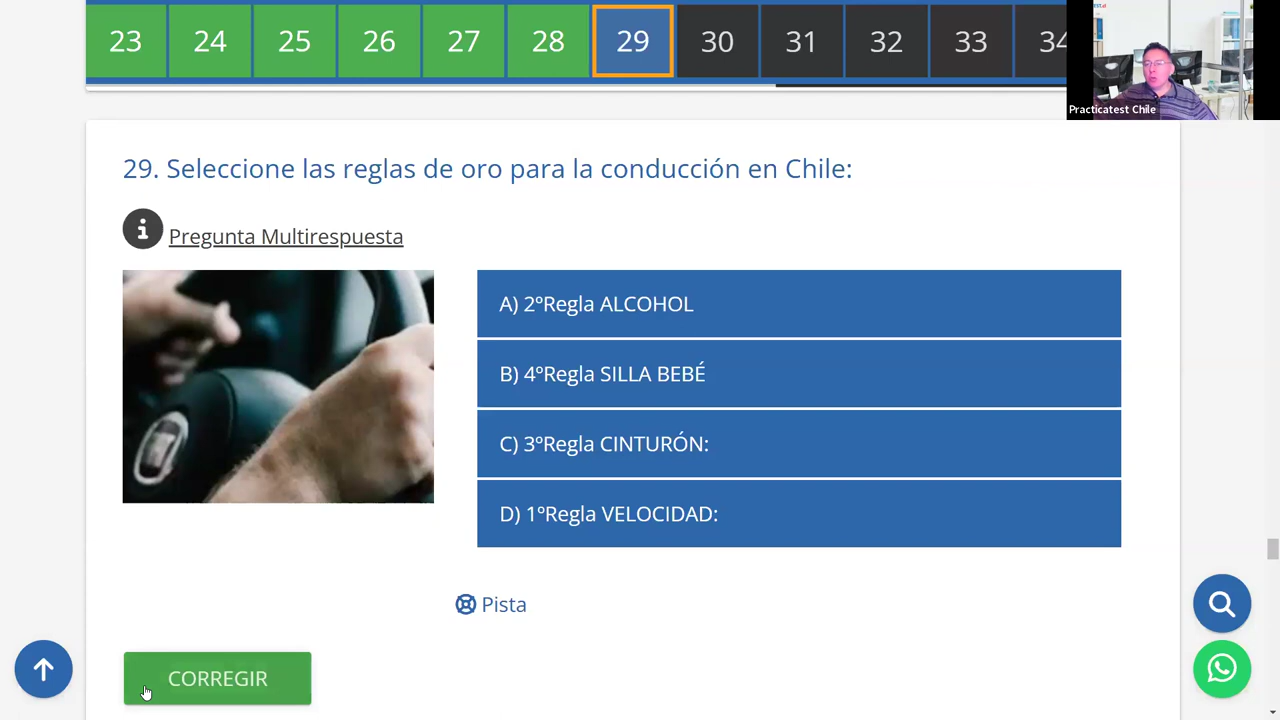 23 24 25 26 27 28 29 30 31 32 33 34
Practicatest Chile
29. Seleccione las reglas de oro para la conducción en Chile:
Pregunta Multirespuesta
A) 2ºRegla ALCOHOL
B) 4ºRegla SILLA BEBÉ
C) 3ºRegla CINTURÓN:
D) 1ºRegla VELOCIDAD:
Pista
CORREGIR